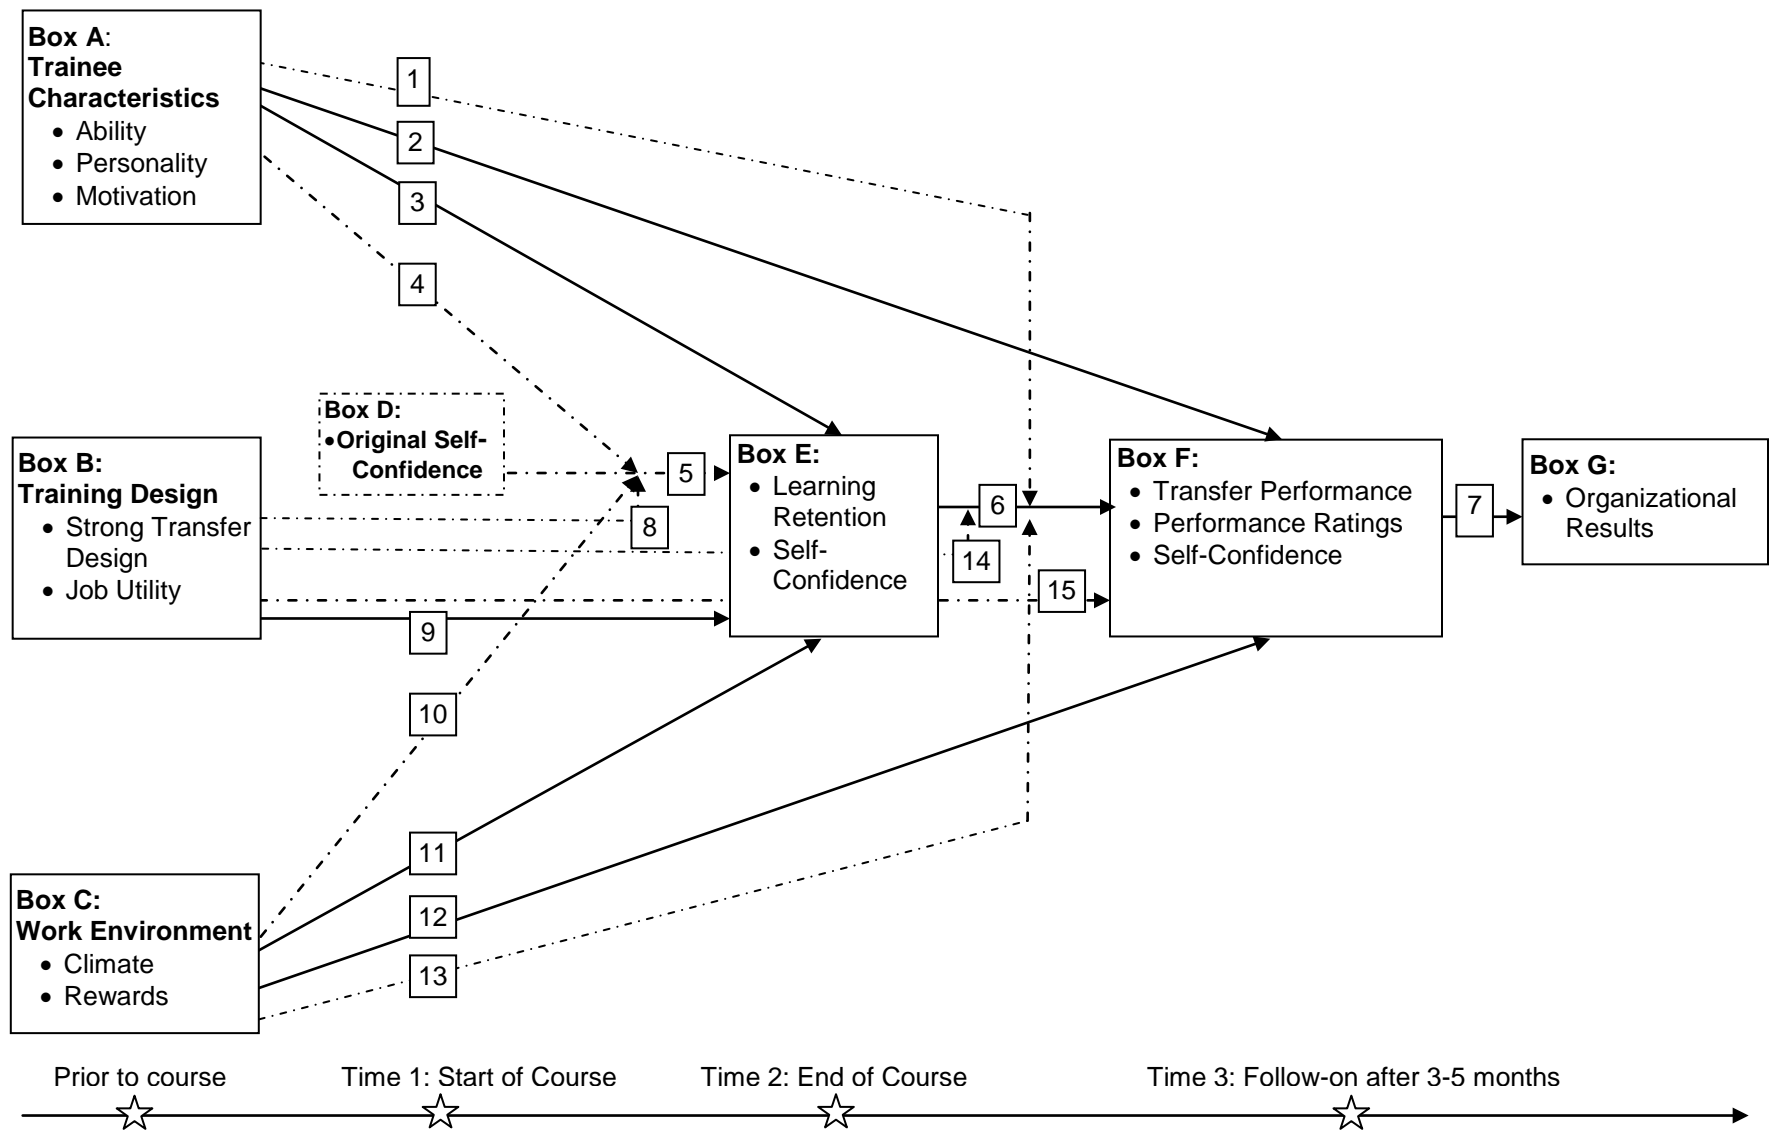 Box A:
Trainee
Characteristics
• Ability
• Personality
• Motivation
1
2
3
4
Box D:
•Original Self-
Confidence
Box B:
Training Design
• Strong Transfer
Design
• Job Utility
5
8
Box E:
• Learning
Retention
• Self-
Confidence
6
14
15
Box F:
• Transfer Performance
• Performance Ratings
• Self-Confidence
7
Box G:
• Organizational
Results
9
10
11
12
13
Box C:
Work Environment
• Climate
• Rewards
Prior to course
Time 1: Start of Course
Time 2: End of Course
Time 3: Follow-on after 3-5 months